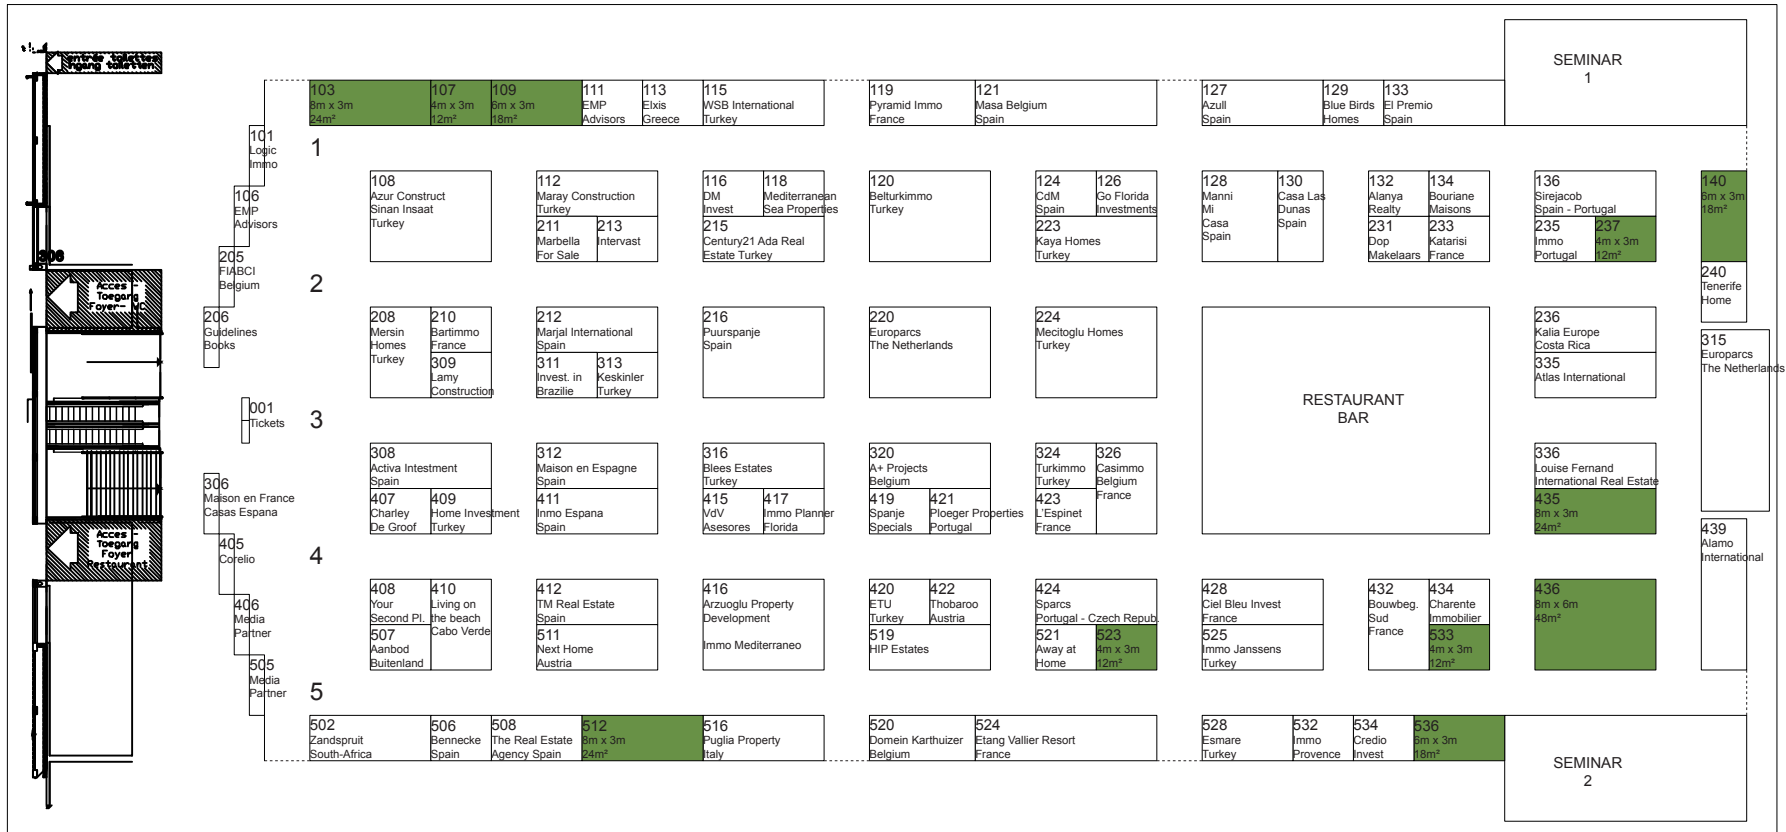 entrée toilettes
ingang toiletten
306
Acces -
Toegang
Foyer- WC
Acces -
Toegang
Foyer
Restaurant
SEMINAR
1
103
8m x 3m
24m²
107
4m x 3m
12m²
109
6m x 3m
18m²
111
EMP
Advisors
113
Elxis
Greece
115
WSB International
Turkey
119
Pyramid Immo
France
121
Masa Belgium
Spain
127
Azull
Spain
129
Blue Birds
Homes
133
El Premio
Spain
101
Logic
Immo
106
EMP
Advisors
205
FIABCI
Belgium
206
Guidelines
Books
001
Tickets
306
Maison en France
Casas Espana
405
Corelio
406
Media
Partner
505
Media
Partner
1
108
Azur Construct
Sinan Insaat
Turkey
112
Maray Construction
Turkey
211
Marbella
For Sale
213
Intervast
116
DM
Invest
118
Mediterranean
Sea Properties
215
Century21 Ada Real
Estate Turkey
120
Belturkimmo
Turkey
124
CdM
Spain
126
Go Florida
Investments
223
Kaya Homes
Turkey
128
Manni
Mi
Casa
Spain
130
Casa Las
Dunas
Spain
132
Alanya
Realty
134
Bouriane
Maisons
231
Dop
Makelaars
233
Katarisi
France
136
Sirejacob
Spain - Portugal
235
Immo
Portugal
237
4m x 3m
12m²
140
6m x 3m
18m²
240
Tenerife
Home
2
208
Mersin
Homes
Turkey
210
Bartimmo
France
309
Lamy
Construction
212
Marjal International
Spain
311
Invest. in
Brazilie
313
Keskinler
Turkey
216
Puurspanje
Spain
220
Europarcs
The Netherlands
224
Mecitoglu Homes
Turkey
RESTAURANT
BAR
236
Kalia Europe
Costa Rica
335
Atlas International
315
Europarcs
The Netherlands
3
308
Activa Intestment
Spain
407
Charley
De Groof
409
Home Investment
Turkey
312
Maison en Espagne
Spain
411
Inmo Espana
Spain
316
Blees Estates
Turkey
415
VdV
Asesores
417
Immo Planner
Florida
320
A+ Projects
Belgium
419
Spanje
Specials
421
Ploeger Properties
Portugal
324
Turkimmo
Turkey
423
L'Espinet
France
326
Casimmo
Belgium
France
336
Louise Fernand
International Real Estate
435
8m x 3m
24m²
439
Alamo
International
4
408
Your
Second Pl.
507
Aanbod
Buitenland
410
Living on
the beach
Cabo Verde
412
TM Real Estate
Spain
511
Next Home
Austria
416
Arzuoglu Property
Development
Immo Mediterraneo
420
ETU
Turkey
422
Thobaroo
Austria
519
HIP Estates
424
Sparcs
Portugal - Czech Repub.
521
Away at
Home
523
4m x 3m
12m²
428
Ciel Bleu Invest
France
525
Immo Janssens
Turkey
432
Bouwbeg.
Sud
France
434
Charente
Immobilier
533
4m x 3m
12m²
436
8m x 6m
48m²
5
502
Zandspruit
South-Africa
506
Bennecke
Spain
508
The Real Estate
Agency Spain
512
8m x 3m
24m²
516
Puglia Property
Italy
520
Domein Karthuizer
Belgium
524
Etang Vallier Resort
France
528
Esmare
Turkey
532
Immo
Provence
534
Credio
Invest
536
6m x 3m
18m²
SEMINAR
2